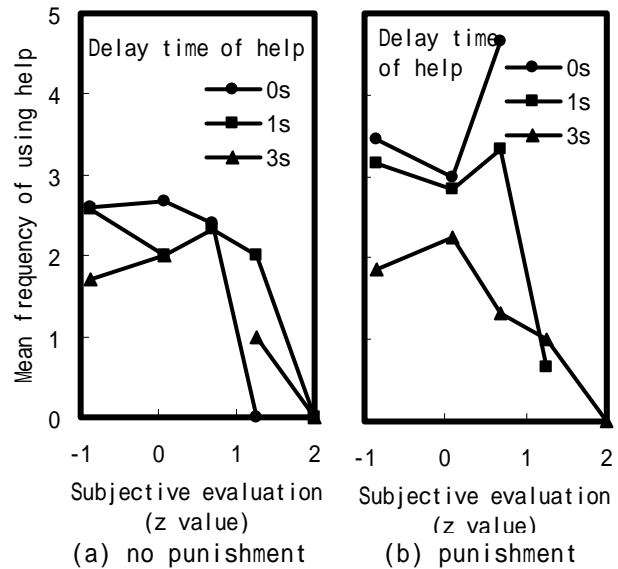 Mean frequency of using help
5
4
3
2
1
0
Delay time of help
0s
1s
3s
-1 0 1 2
Subjective evaluation
(z value)
(a) no punishment
Delay time
of help
0s
1s
3s
-1 0 1 2
Subjective evaluation
(z value)
(b) punishment